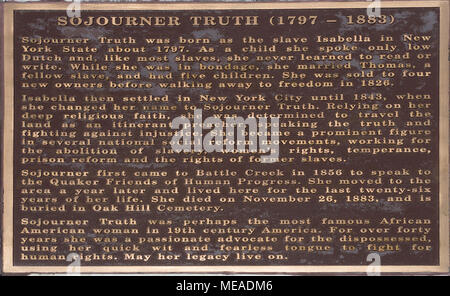 SOJOURNER TRUTH (1797 – 1883)
Sojourner Truth was born as the slave Isabella in New
York State about 1797. As a child she spoke only low
Dutch and, like most slaves, she never learned to read or
write. While she was in bondage, she married Thomas, a
fellow slave, and had five children. She was sold to four
new owners before walking away to freedom in 1826.
Isabella then settled in New York City until 1843, when
she changed her name to Sojourner Truth. Relying on her
deep religious faith, she was determined to travel the
land as an itinerant preacher, speaking the truth and
fighting against injustice. She became a prominent figure
in several national social reform movements, working for
the abolition of slavery, women's rights, temperance,
prison reform and the rights of former slaves.
Sojourner first came to Battle Creek in 1856 to speak to
the Quaker Friends of Human Progress. She moved to the
area a year later and lived here for the last twenty-six
years of her life. She died on November 26, 1883, and is
buried in Oak Hill Cemetery.
Sojourner Truth was perhaps the most famous African
American woman in 19th century America. For over forty
years she was a passionate advocate for the dispossessed,
using her quick wit and fearless tongue to fight for
human rights. May her legacy live on.
a
alamy
Image ID: MEADM6
www.alamy.com